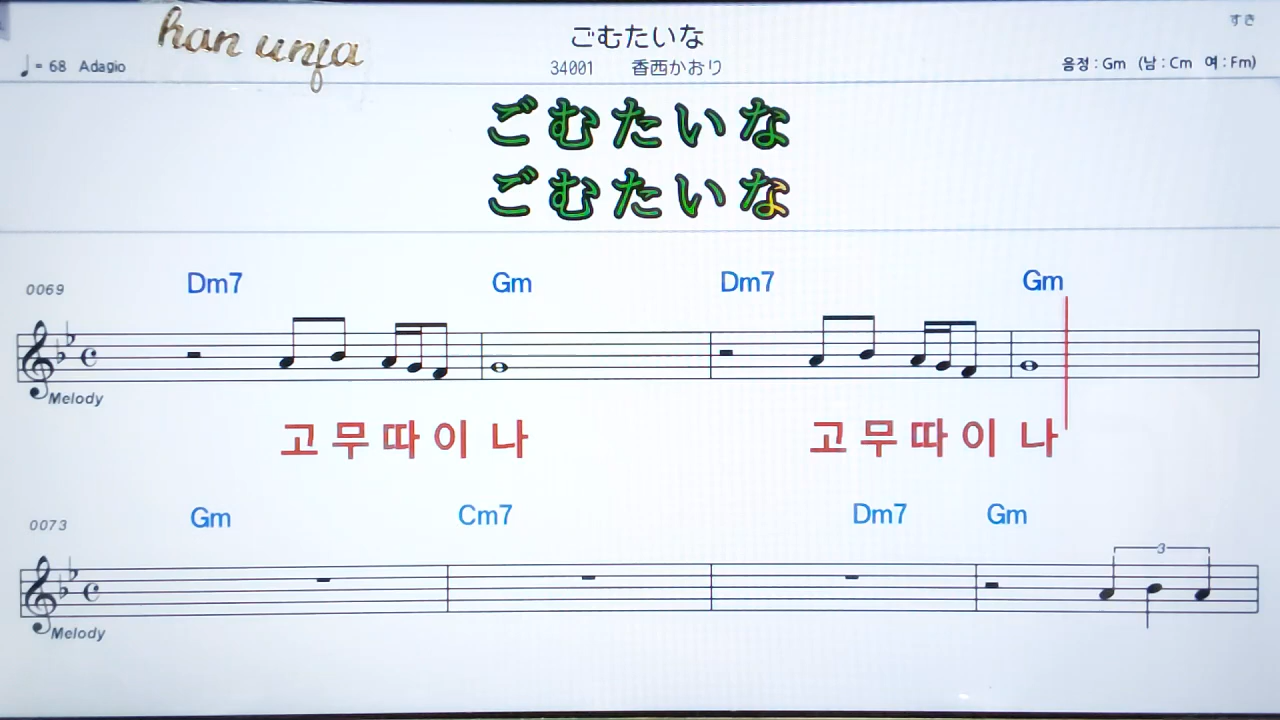 すき
han unja
ごむたいな
♩= 68 Adagio
34001 香西かおり
음정 : Gm (남 : Cm 여 : Fm)
ごむたいな
ごむたいな
0069 Dm7 Gm Dm7 Gm
Melody
고 무 따 이 나 고 무 따 이 나
0073 Gm Cm7 Dm7 Gm
3
Melody